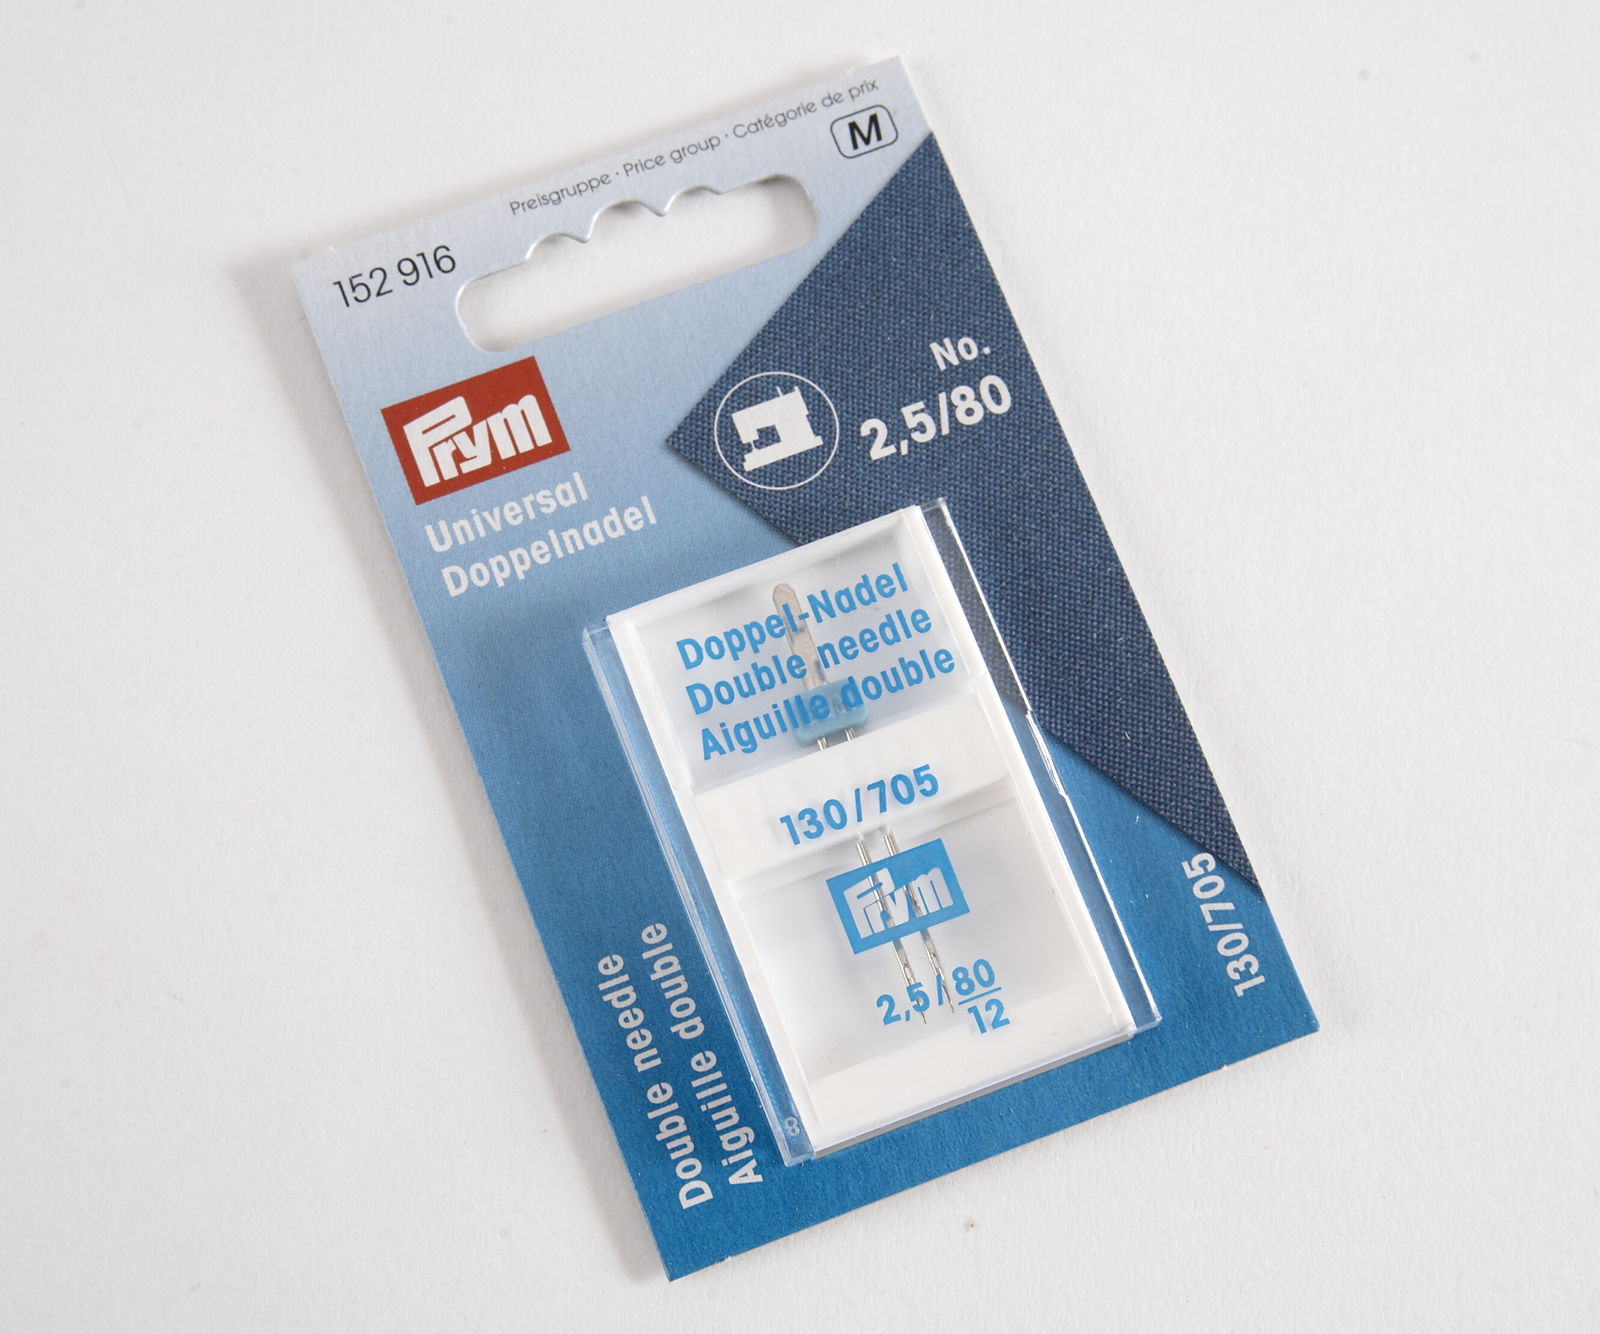 Preisgruppe · Price group · Catégorie de prix
M
152 916
Prym
Universal
Doppelnadel
No.
2,5/80
Doppel-Nadel
Double needle
Aiguille double
130/705
Prym
2,5/80
12
Double needle
Aiguille double
130/705
8